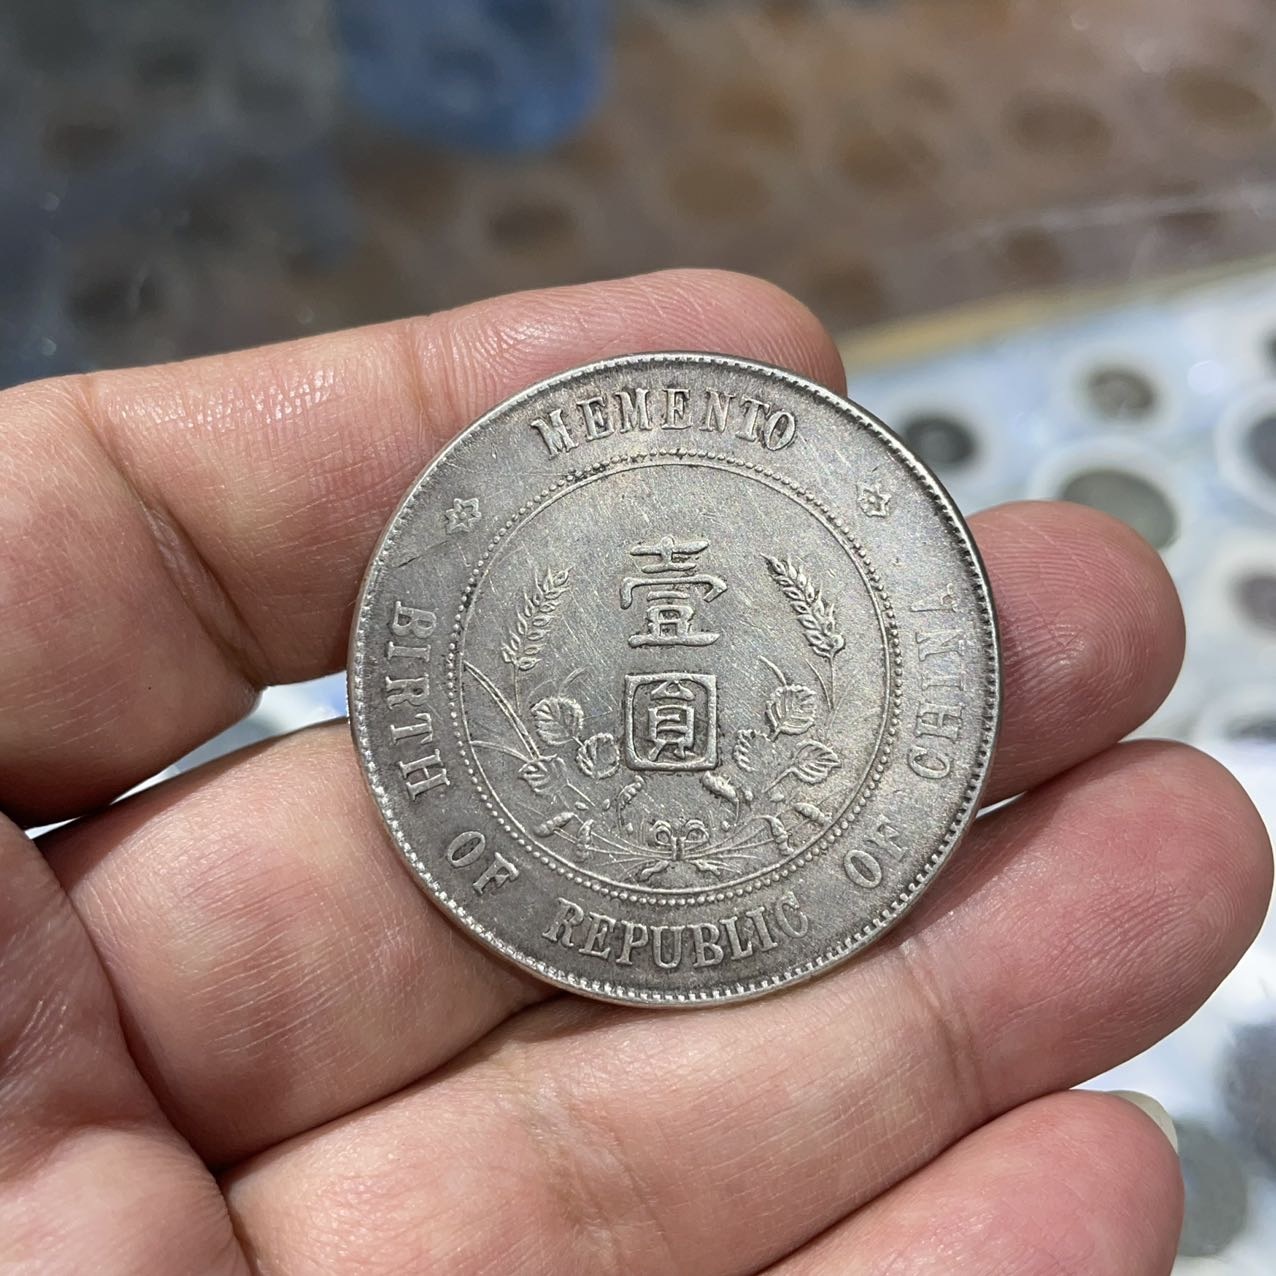 MEMENTO
BIRTH OF REPUBLIC OF CHINA
壹
圓